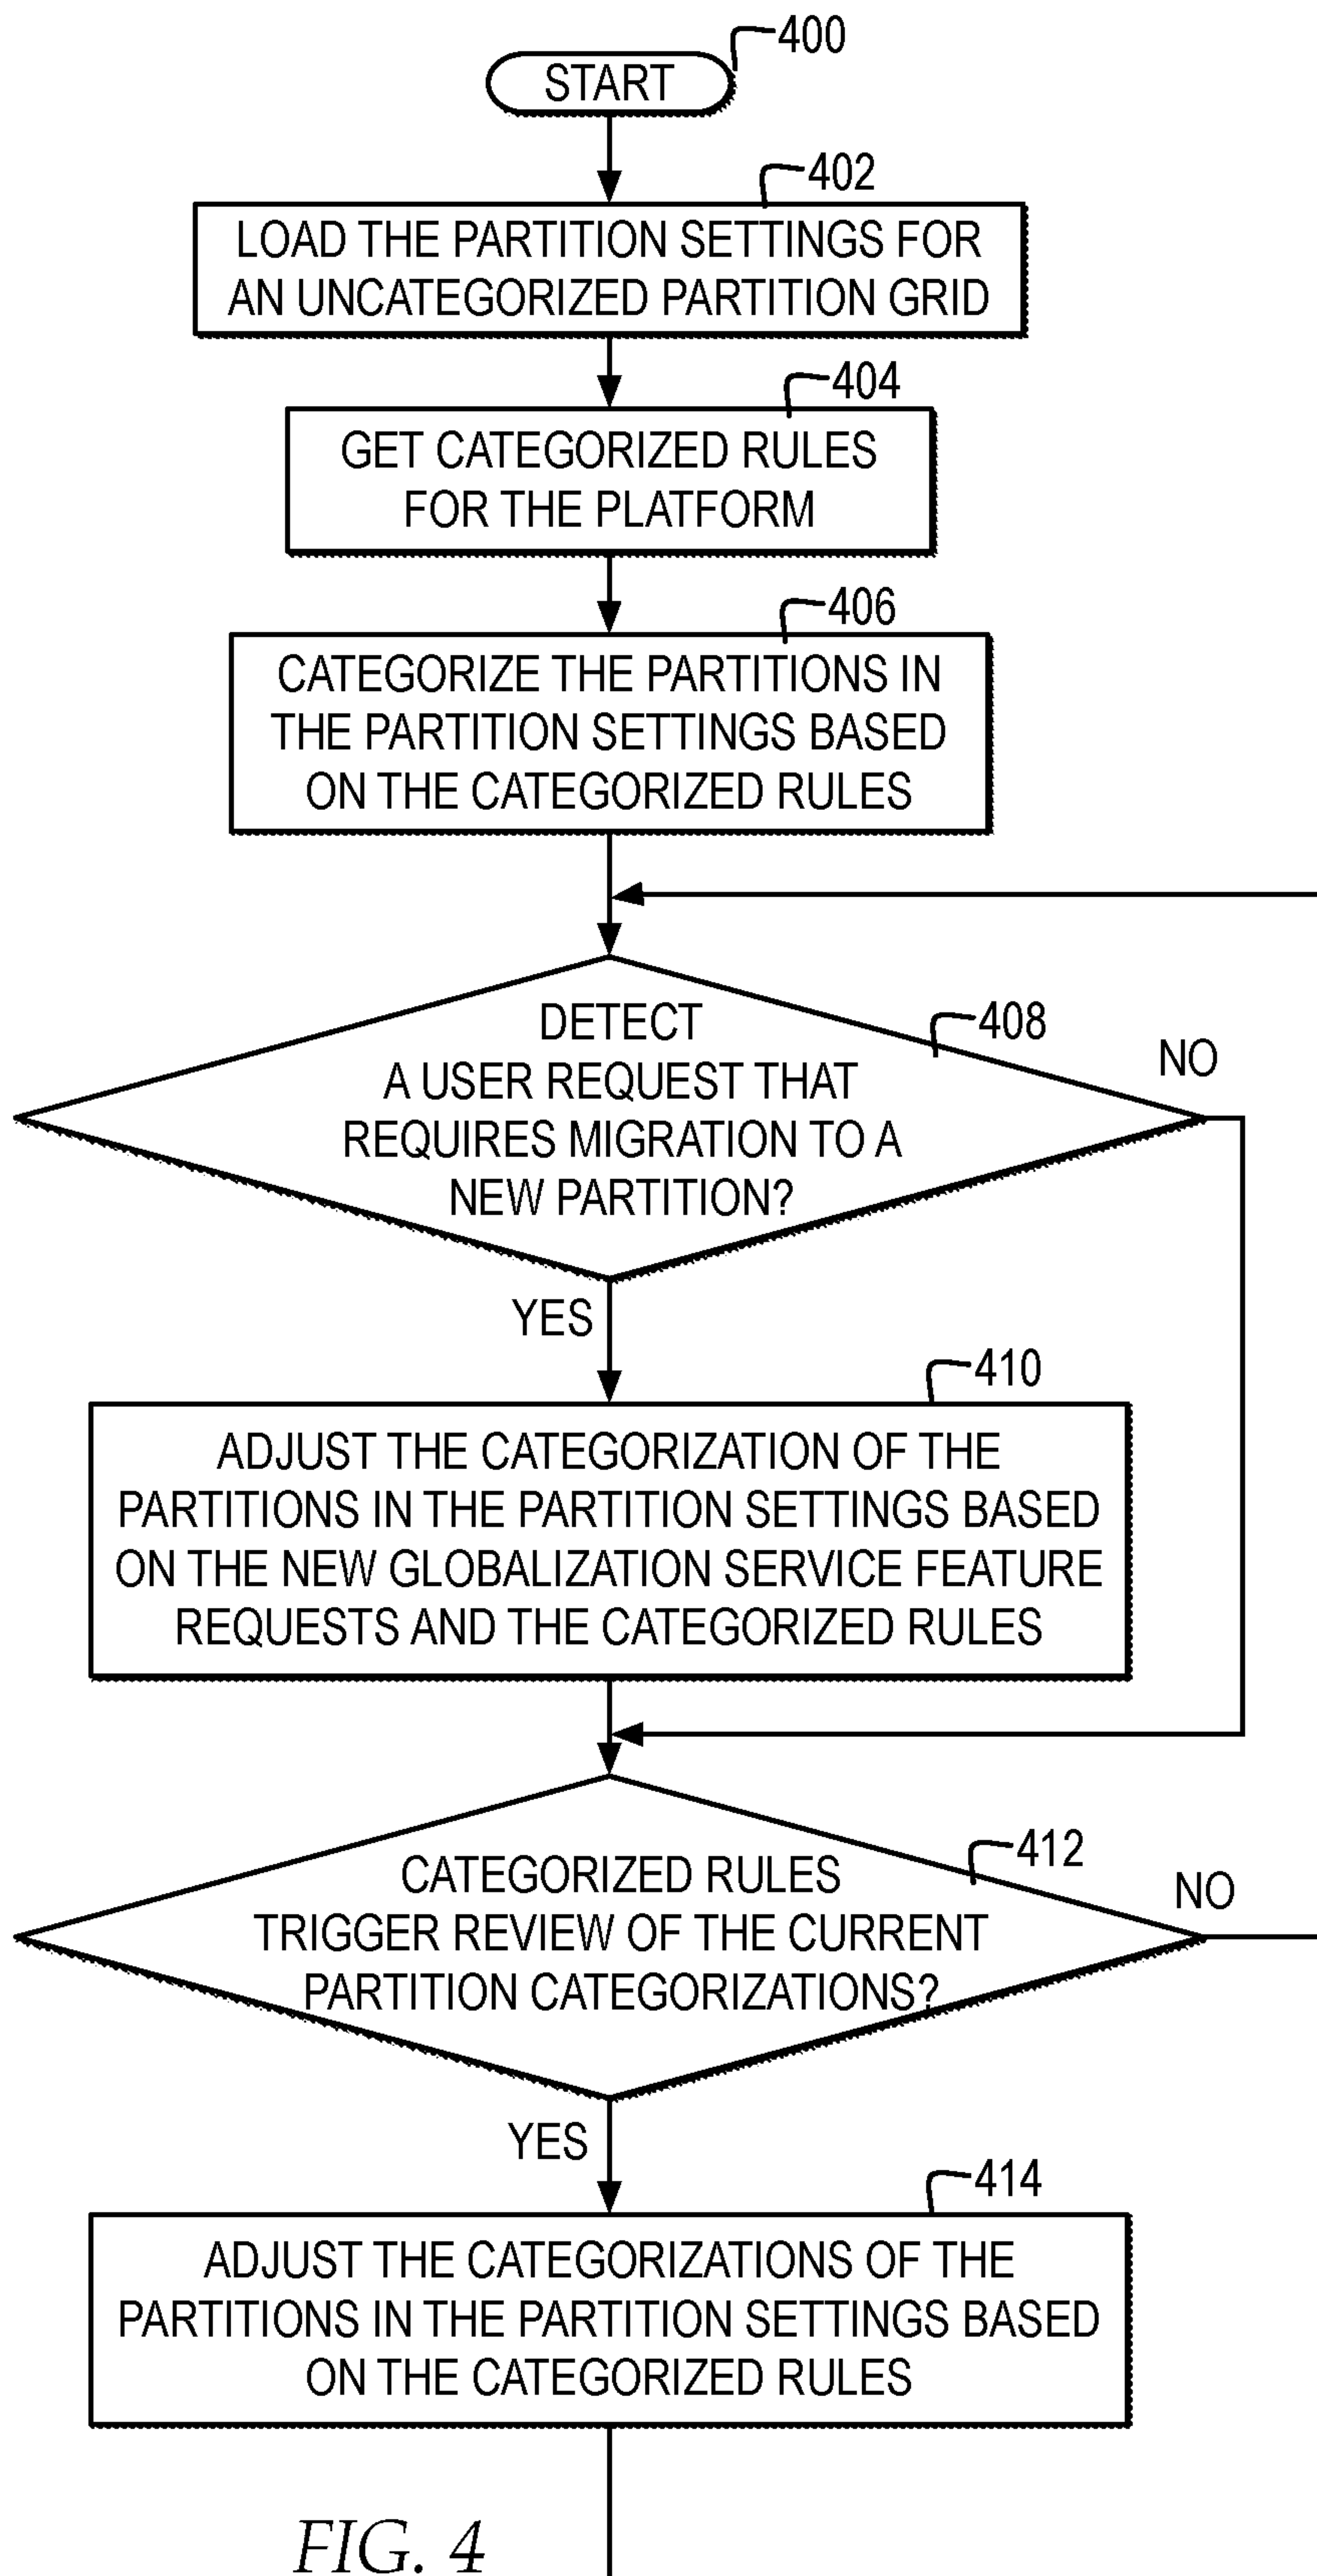 400
START
402
LOAD THE PARTITION SETTINGS FOR
AN UNCATEGORIZED PARTITION GRID
404
GET CATEGORIZED RULES
FOR THE PLATFORM
406
CATEGORIZE THE PARTITIONS IN
THE PARTITION SETTINGS BASED
ON THE CATEGORIZED RULES
408
DETECT
A USER REQUEST THAT
REQUIRES MIGRATION TO A
NEW PARTITION?
NO
YES
410
ADJUST THE CATEGORIZATION OF THE
PARTITIONS IN THE PARTITION SETTINGS BASED
ON THE NEW GLOBALIZATION SERVICE FEATURE
REQUESTS AND THE CATEGORIZED RULES
412
CATEGORIZED RULES
TRIGGER REVIEW OF THE CURRENT
PARTITION CATEGORIZATIONS?
NO
YES
414
ADJUST THE CATEGORIZATIONS OF THE
PARTITIONS IN THE PARTITION SETTINGS BASED
ON THE CATEGORIZED RULES
FIG. 4